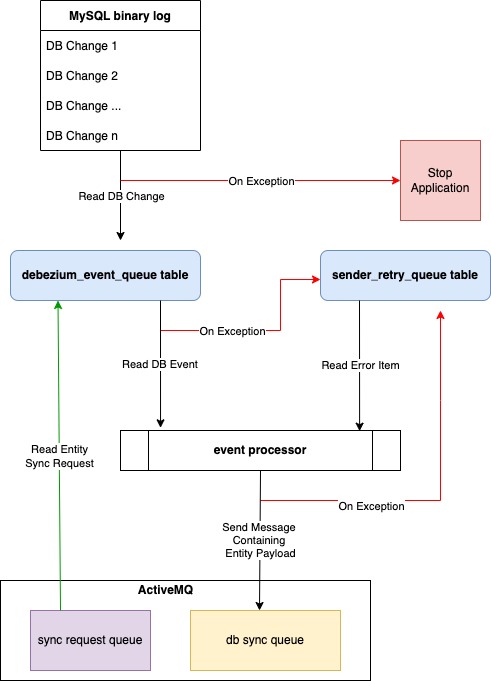 MySQL binary log
DB Change 1
DB Change 2
DB Change ...
DB Change n
On Exception
Stop
Application
Read DB Change
debezium_event_queue table
sender_retry_queue table
On Exception
Read DB Event
Read Error Item
event processor
Read Entity
Sync Request
On Exception
Send Message
Containing
Entity Payload
ActiveMQ
sync request queue
db sync queue